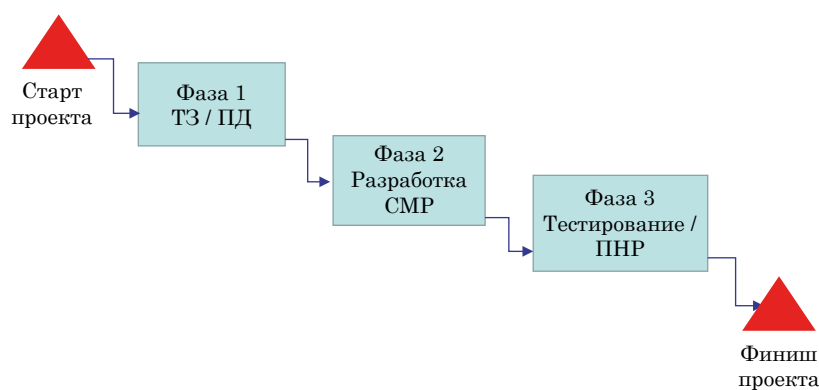 Старт
проекта
Фаза 1
ТЗ / ПД
Фаза 2
Разработка
СМР
Фаза 3
Тестирование /
ПНР
Финиш
проекта